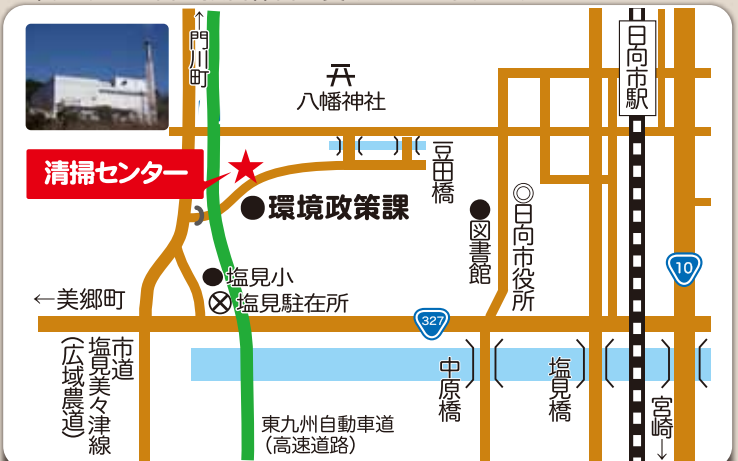 ↑門川町
日向市駅
八幡神社
清掃センター
豆田橋
●環境政策課
●図書館
◎日向市役所
●塩見小
塩見駐在所
←美郷町
10
327
市道
塩見美々津線
(広域農道)
中原橋
塩見橋
宮崎→
東九州自動車道
(高速道路)